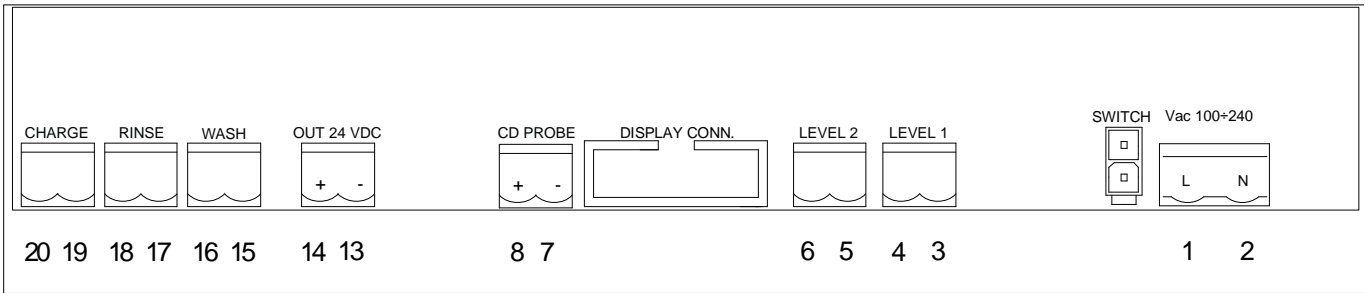 SWITCH Vac 100÷240
CHARGE RINSE WASH OUT 24 VDC CD PROBE DISPLAY CONN. LEVEL 2 LEVEL 1
+ - + - L N
20 19 18 17 16 15 14 13 8 7 6 5 4 3 1 2